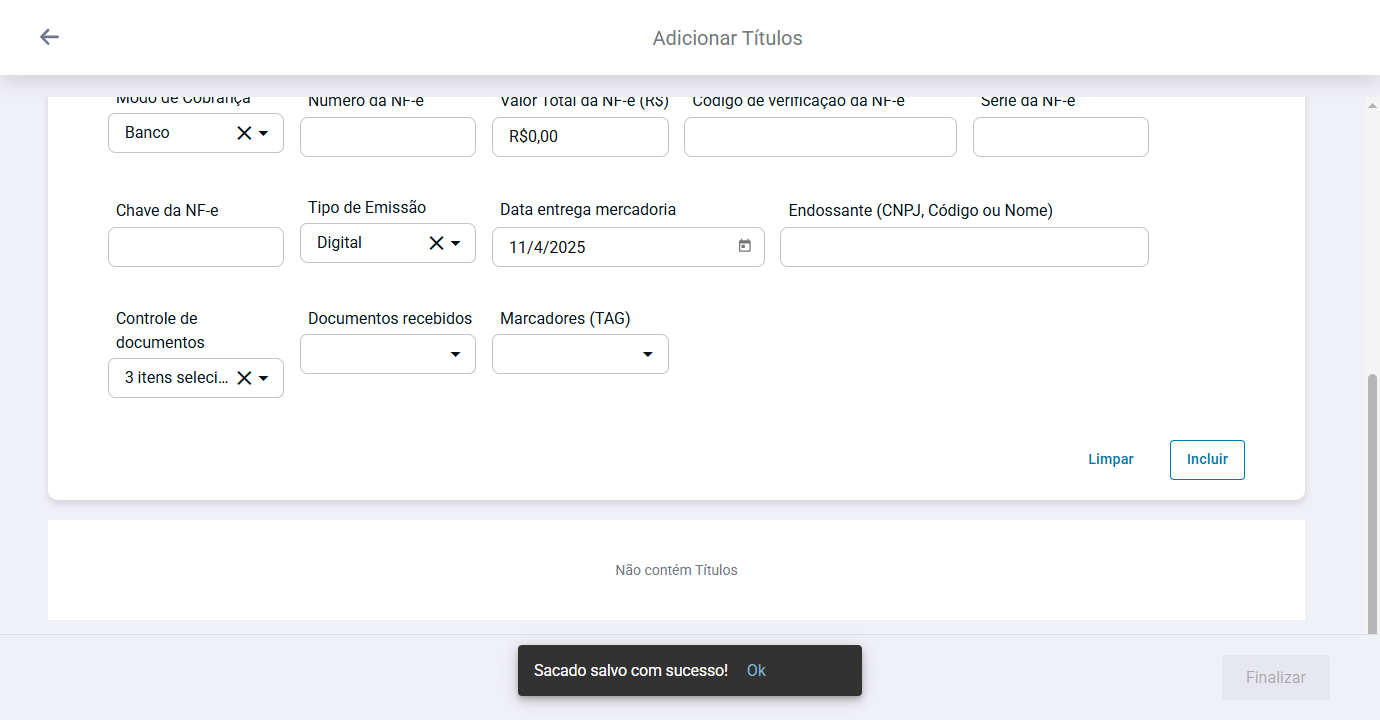 Adicionar Títulos
Modo de Cobrança
Número da NF-e
Valor Total da NF-e (R$)
Código de verificação da NF-e
Série da NF-e
Banco
R$0,00
Chave da NF-e
Tipo de Emissão
Data entrega mercadoria
Endossante (CNPJ, Código ou Nome)
Digital
11/4/2025
Controle de
documentos
Documentos recebidos
Marcadores (TAG)
3 itens seleci...
Limpar
Incluir
Não contém Títulos
Sacado salvo com sucesso!
Ok
Finalizar